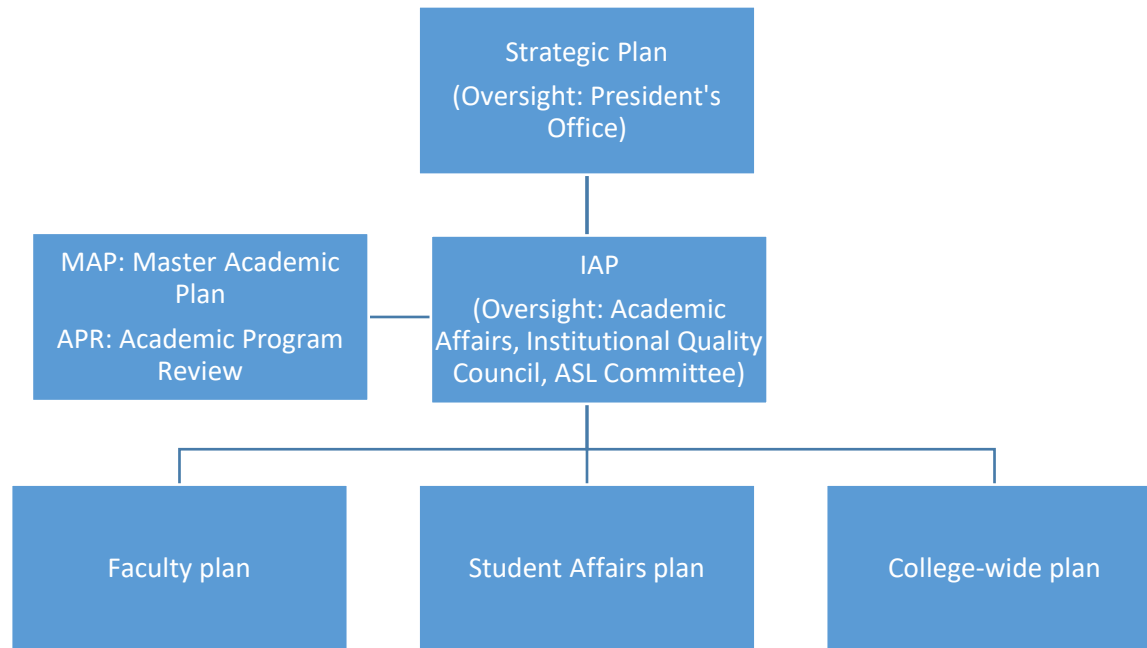 Strategic Plan
(Oversight: President's
Office)
MAP: Master Academic
Plan
APR: Academic Program
Review
IAP
(Oversight: Academic
Affairs, Institutional Quality
Council, ASL Committee)
Faculty plan
Student Affairs plan
College-wide plan